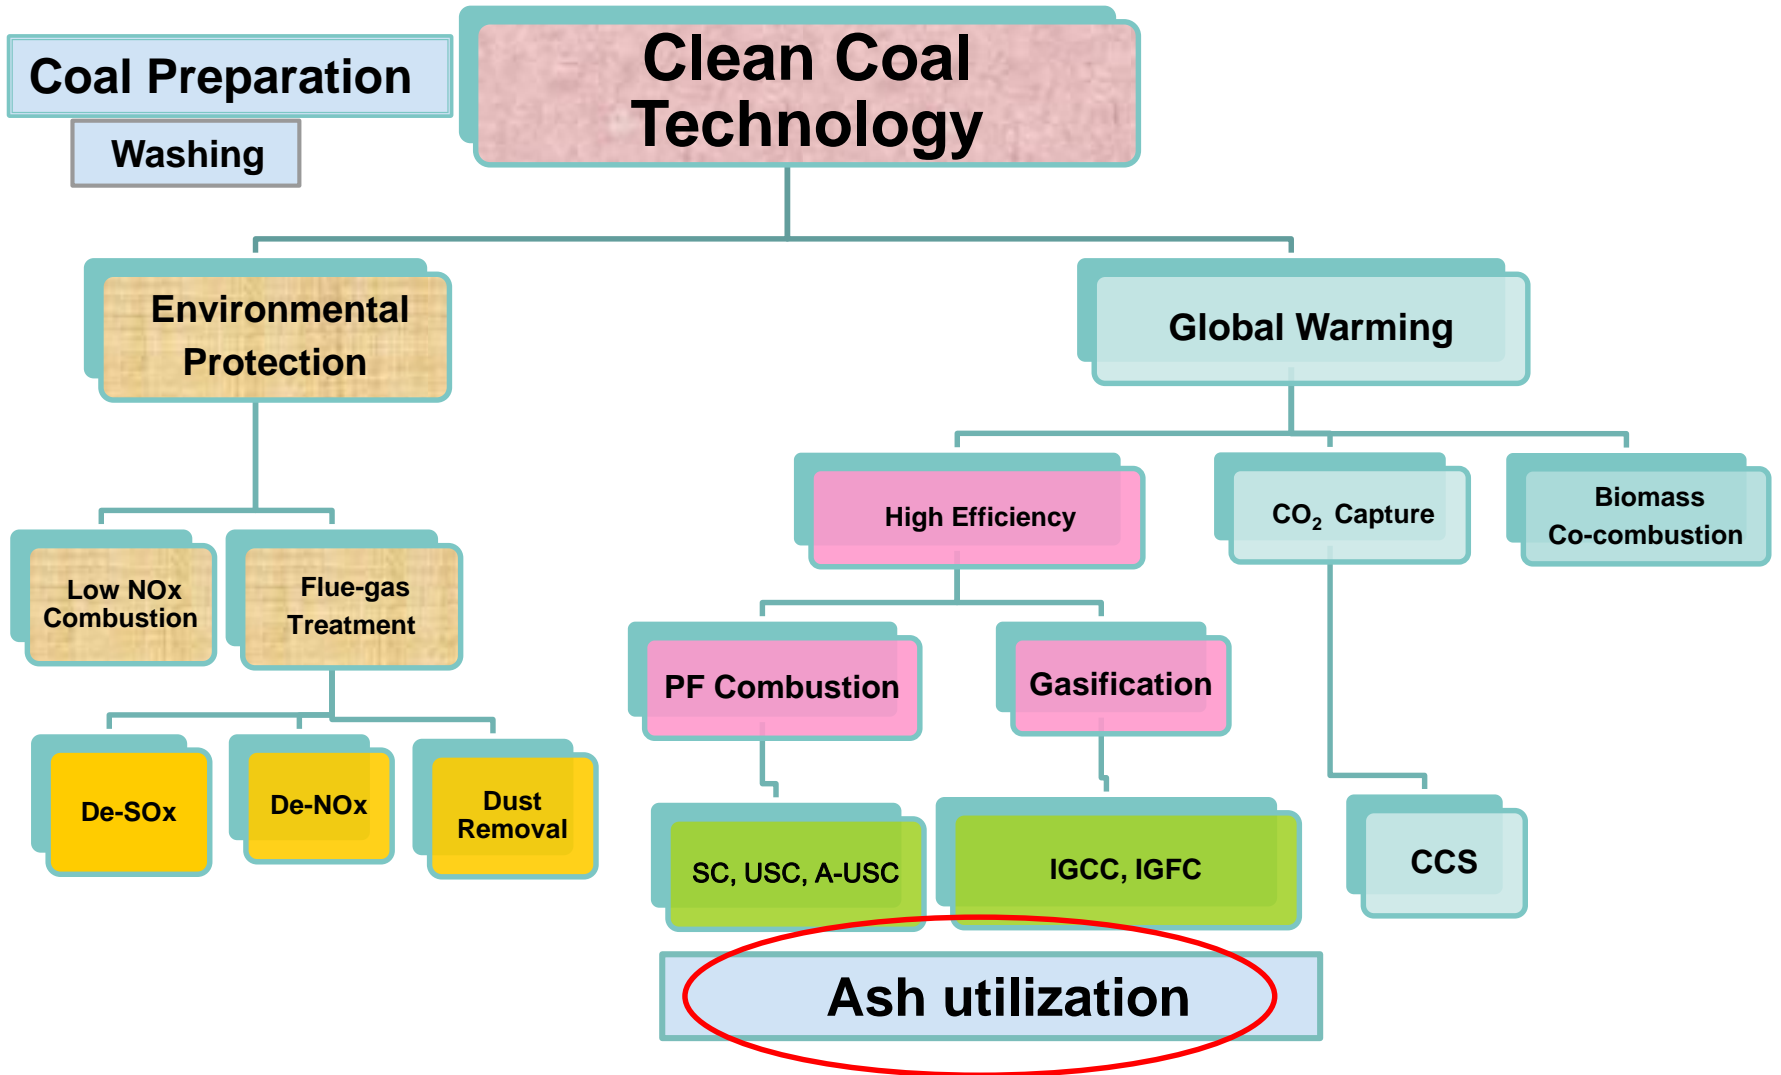 Coal Preparation
Washing
Clean Coal
Technology
Environmental
Protection
Global Warming
Low NOx
Combustion
Flue-gas
Treatment
High Efficiency
CO₂ Capture
Biomass
Co-combustion
PF Combustion
Gasification
De-SOx
De-NOx
Dust
Removal
SC, USC, A-USC
IGCC, IGFC
CCS
Ash utilization